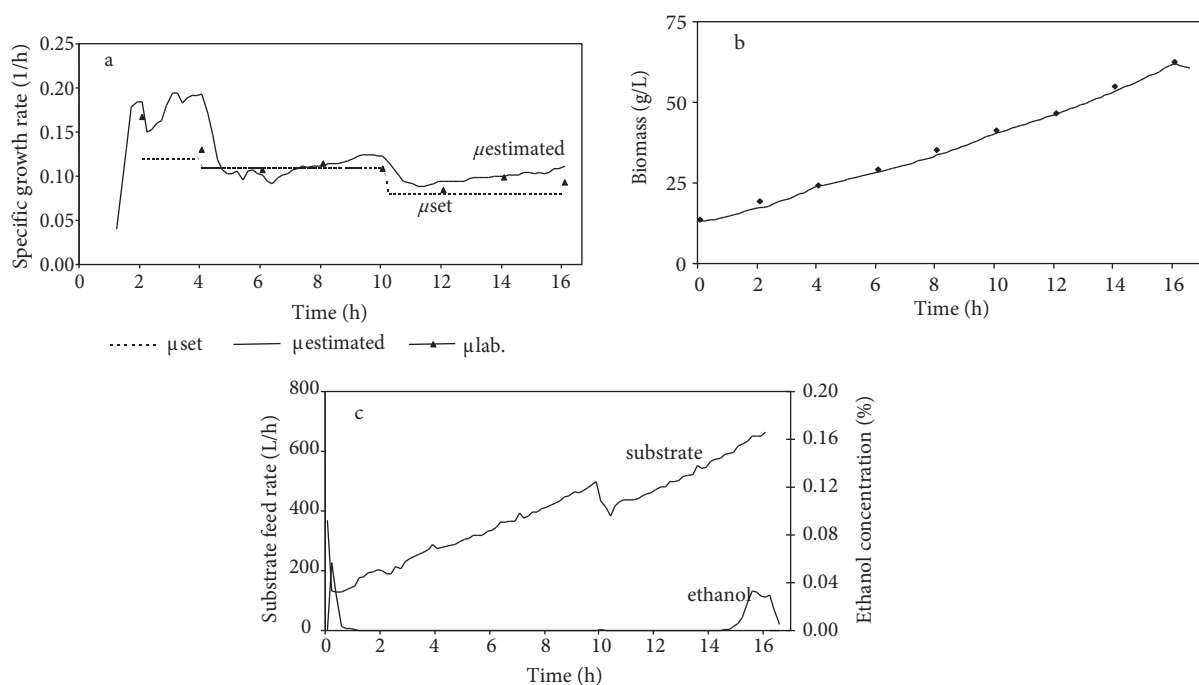 a
Specific growth rate (1/h)
0.25
0.20
0.15
0.10
0.05
0.00
μestimated
μset
0 2 4 6 8 10 12 14 16
Time (h)
μset μestimated μlab.
b
Biomass (g/L)
75
50
25
0
0 2 4 6 8 10 12 14 16
Time (h)
c
Substrate feed rate (L/h)
800
600
400
200
0
substrate
ethanol
0.20
0.16
0.12
0.08
0.04
0.00
Ethanol concentration (%)
0 2 4 6 8 10 12 14 16
Time (h)